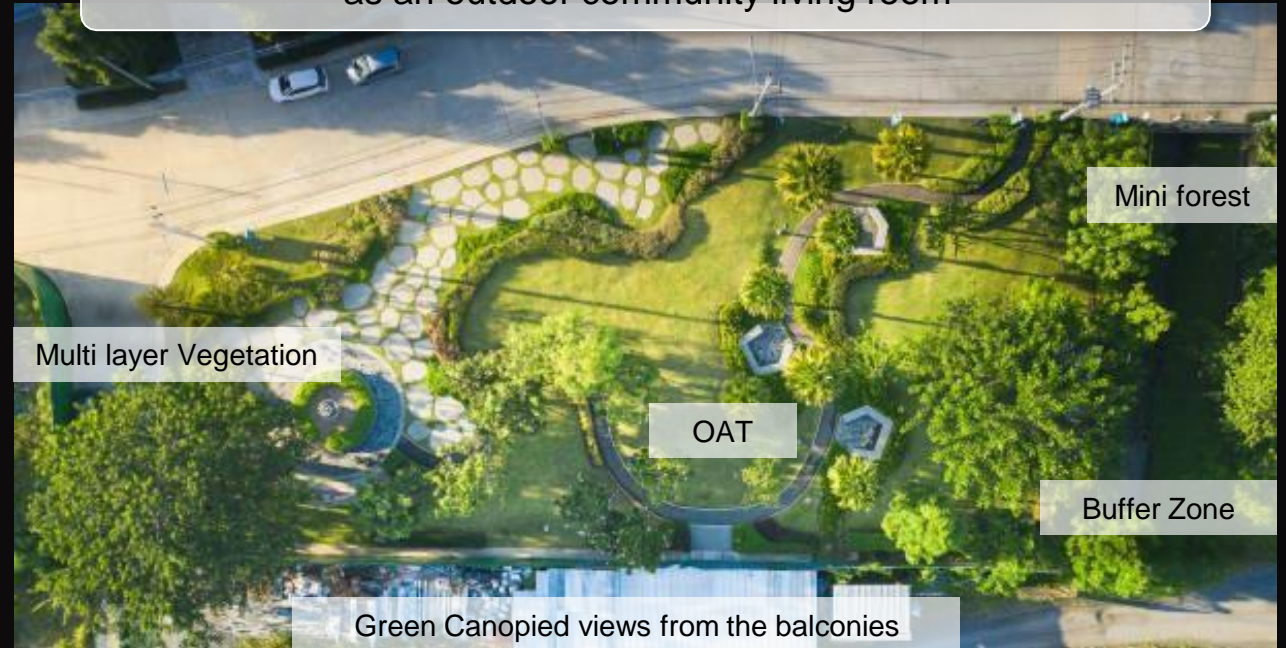 as an outdoor community living room
Mini forest
Multi layer Vegetation
OAT
Buffer Zone
Green Canopied views from the balconies